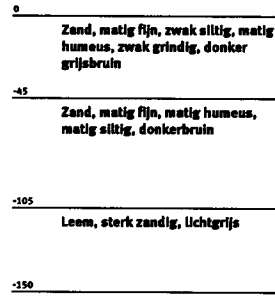 0
Zand, matig fijn, zwak siltig, matig
humeus, zwak grindig, donker
grijsbruin
-45
Zand, matig fijn, matig humeus,
matig siltig, donkerbruin
-105
Leem, sterk zandig, lichtgrijs
-150